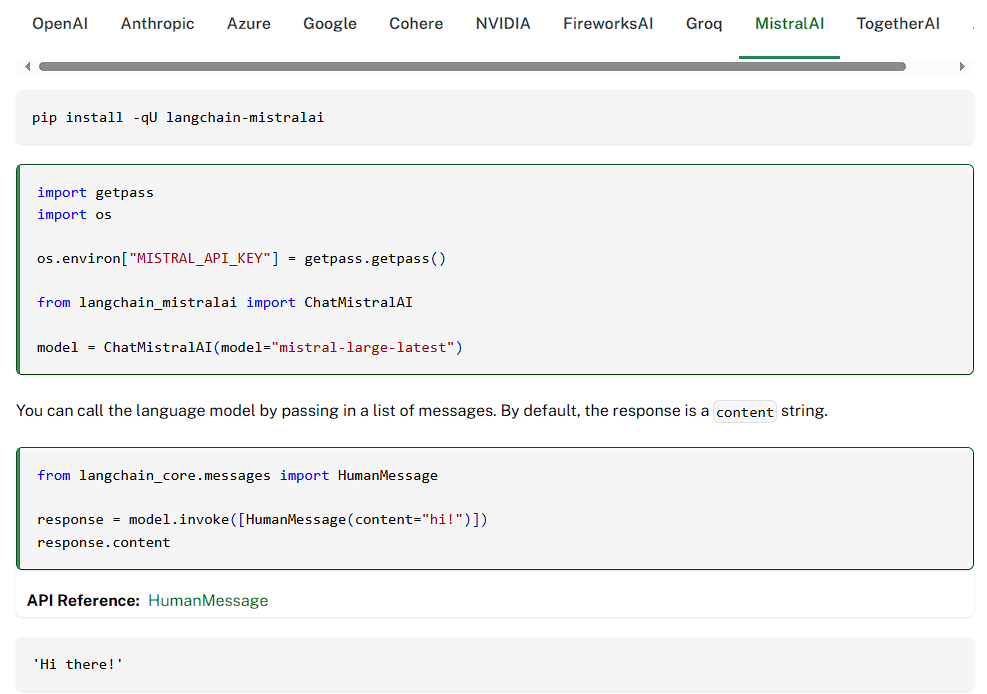 OpenAI Anthropic Azure Google Cohere NVIDIA FireworksAI Groq MistralAI TogetherAI
pip install -qU langchain-mistralai
import getpass
import os
os.environ["MISTRAL_API_KEY"] = getpass.getpass()
from langchain_mistralai import ChatMistralAI
model = ChatMistralAI(model="mistral-large-latest")
You can call the language model by passing in a list of messages. By default, the response is a content string.
from langchain_core.messages import HumanMessage
response = model.invoke([HumanMessage(content="hi!")])
response.content
API Reference: HumanMessage
'Hi there!'